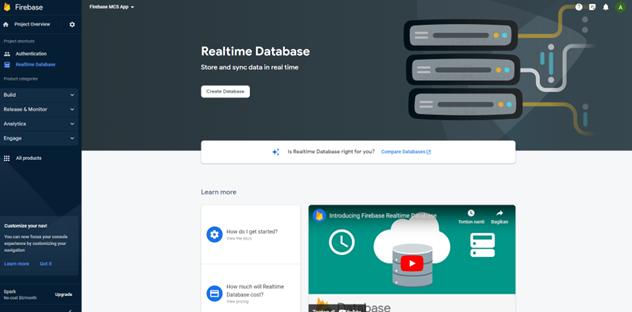 Firebase
Firebase MCS App
A
Project Overview
Project shortcuts
Authentication
Realtime Database
Product categories
Build
Release & Monitor
Analytics
Engage
All products
Customize your nav!
You can now focus your console
experience by customizing your
navigation
Learn more Got it
Spark
No-cost $0/month
Upgrade
Realtime Database
Store and sync data in real time
Create Database
Is Realtime Database right for you? Compare Databases
Learn more
How do I get started?
View the docs
How much will Realtime
Database cost?
View pricing
Introducing Firebase Realtime Database
Tonton nanti
Bagikan
Database